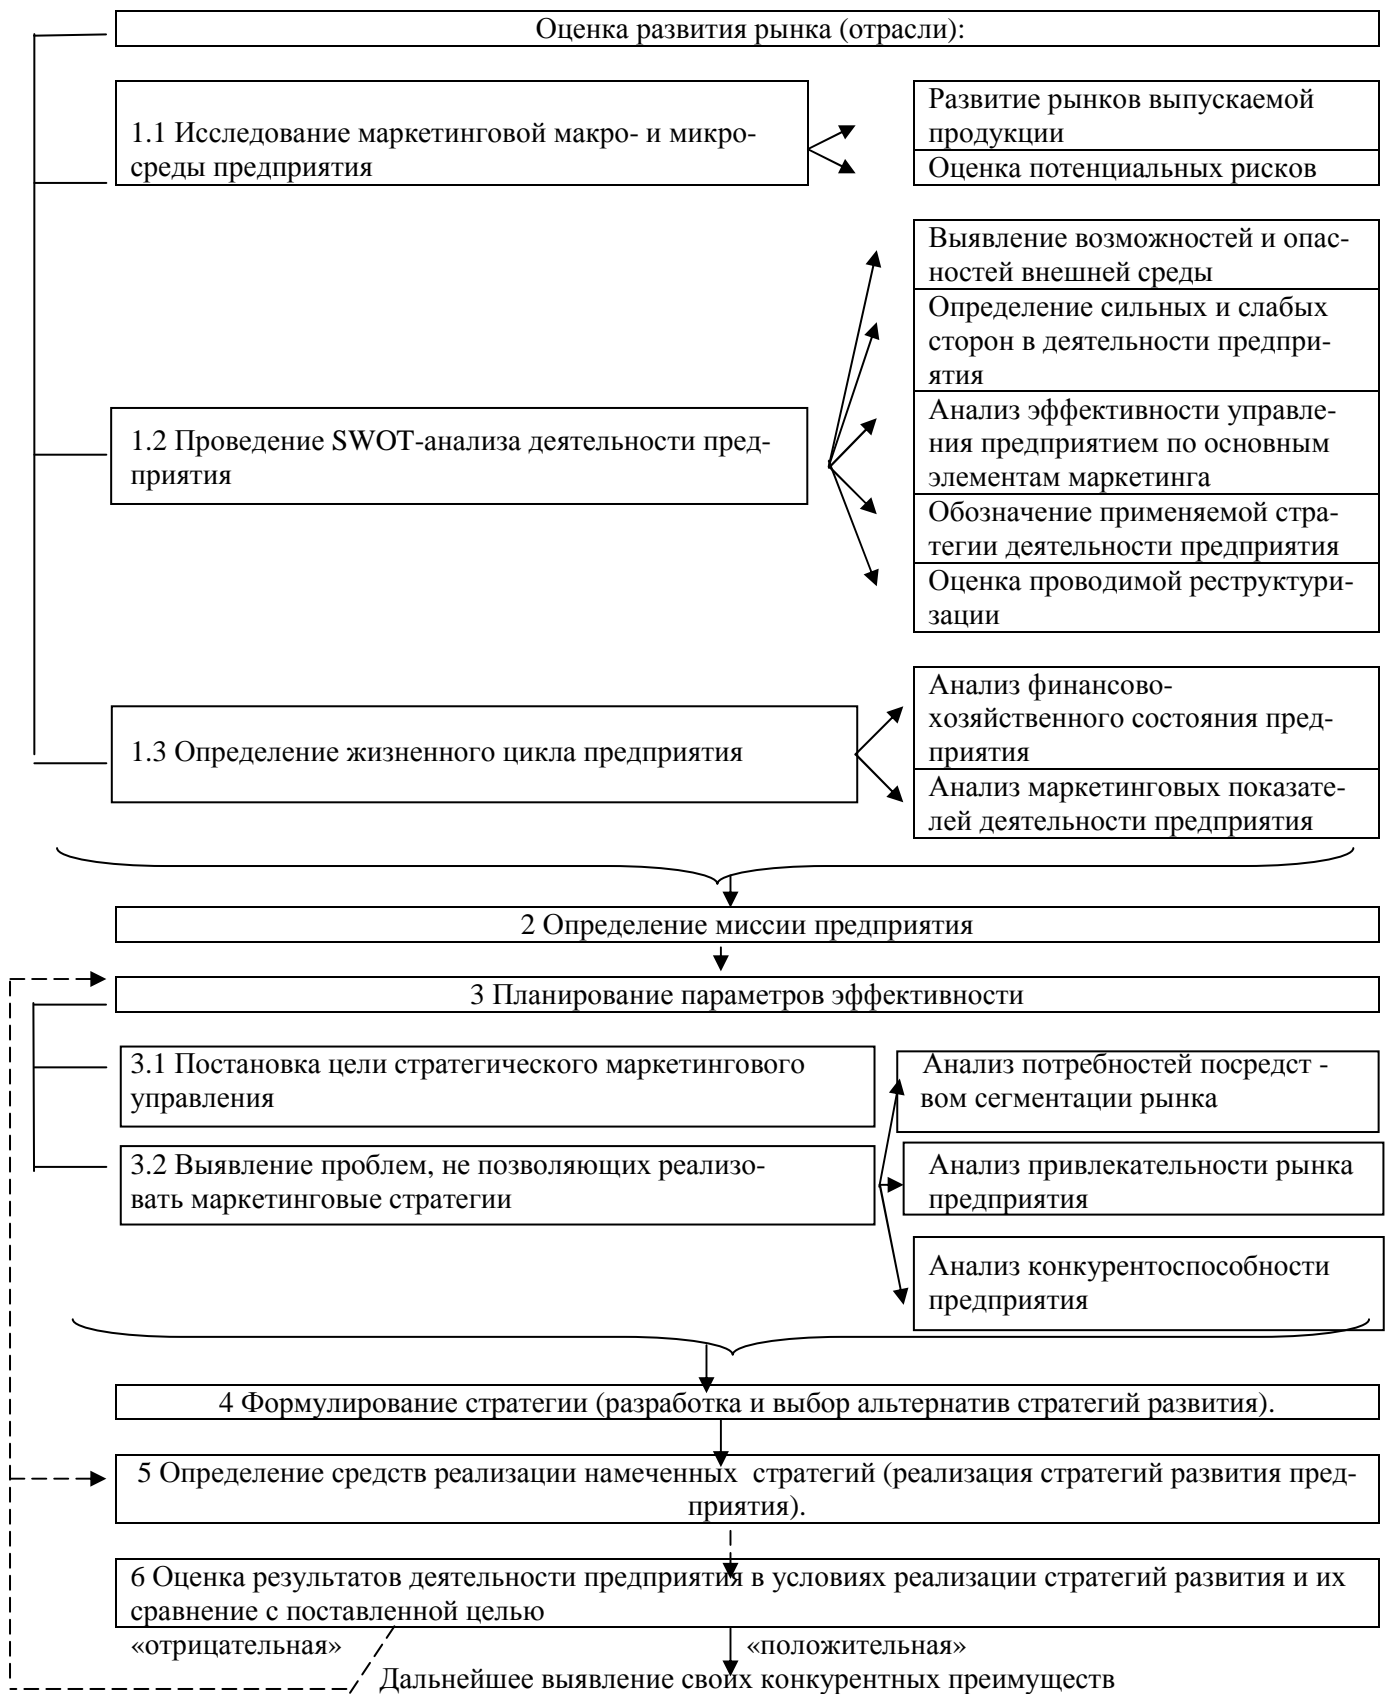 Оценка развития рынка (отрасли):
1.1 Исследование маркетинговой макро- и микро-
среды предприятия
Развитие рынков выпускаемой
продукции
Оценка потенциальных рисков
Выявление возможностей и опас-
ностей внешней среды
Определение сильных и слабых
сторон в деятельности предпри-
ятия
1.2 Проведение SWOT-анализа деятельности пред-
приятия
Анализ эффективности управле-
ния предприятием по основным
элементам маркетинга
Обозначение применяемой стра-
тегии деятельности предприятия
Оценка проводимой реструктури-
зации
1.3 Определение жизненного цикла предприятия
Анализ финансово-
хозяйственного состояния пред-
приятия
Анализ маркетинговых показате-
лей деятельности предприятия
2 Определение миссии предприятия
3 Планирование параметров эффективности
3.1 Постановка цели стратегического маркетингового
управления
Анализ потребностей посредст -
вом сегментации рынка
3.2 Выявление проблем, не позволяющих реализо-
вать маркетинговые стратегии
Анализ привлекательности рынка
предприятия
Анализ конкурентоспособности
предприятия
4 Формулирование стратегии (разработка и выбор альтернатив стратегий развития).
5 Определение средств реализации намеченных  стратегий (реализация стратегий развития пред-
приятия).
6 Оценка результатов деятельности предприятия в условиях реализации стратегий развития и их
сравнение с поставленной целью
«отрицательная» «положительная»
Дальнейшее выявление своих конкурентных преимуществ